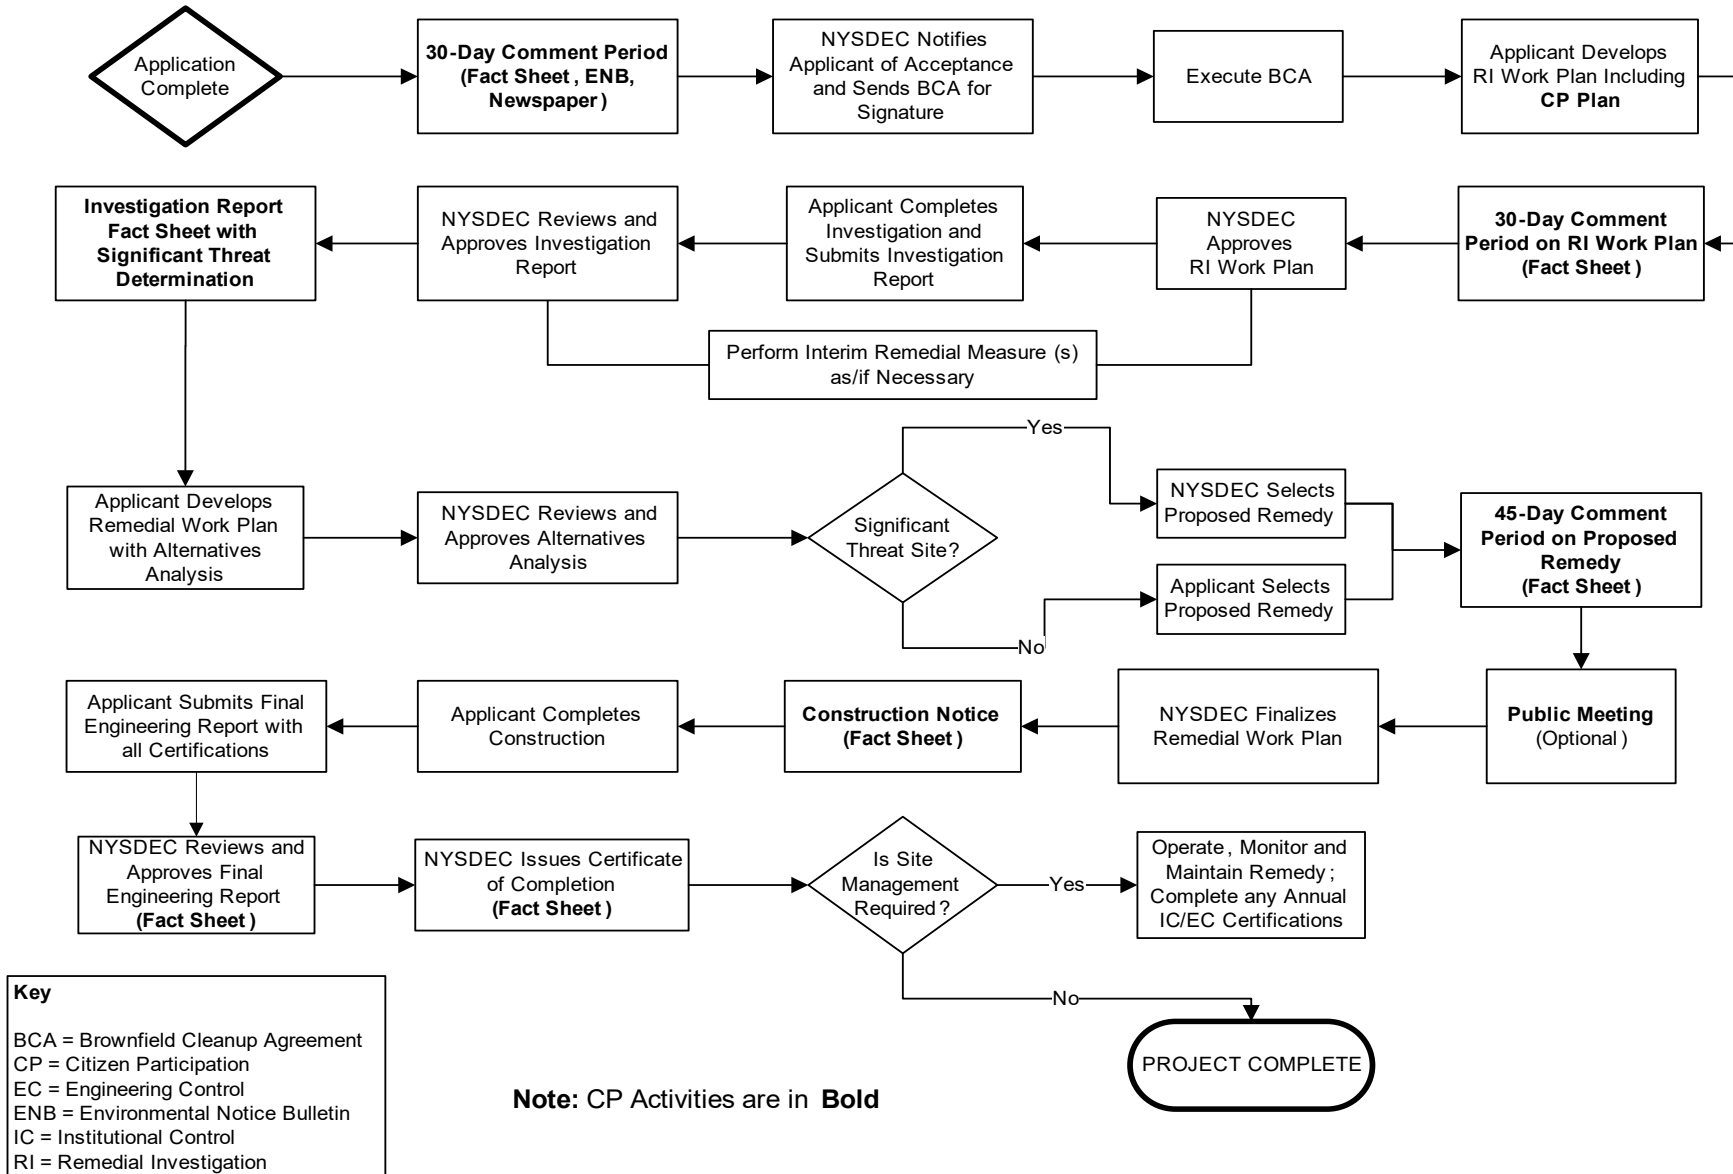 Application
Complete
30-Day Comment Period
(Fact Sheet, ENB,
Newspaper)
NYSDEC Notifies
Applicant of Acceptance
and Sends BCA for
Signature
Execute BCA
Applicant Develops
RI Work Plan Including
CP Plan
30-Day Comment
Period on RI Work Plan
(Fact Sheet)
NYSDEC
Approves
RI Work Plan
Applicant Completes
Investigation and
Submits Investigation
Report
NYSDEC Reviews and
Approves Investigation
Report
Investigation Report
Fact Sheet with
Significant Threat
Determination
Perform Interim Remedial Measure (s)
as/if Necessary
Applicant Develops
Remedial Work Plan
with Alternatives
Analysis
NYSDEC Reviews and
Approves Alternatives
Analysis
Significant
Threat Site?
Yes
No
NYSDEC Selects
Proposed Remedy
Applicant Selects
Proposed Remedy
45-Day Comment
Period on Proposed
Remedy
(Fact Sheet)
Public Meeting
(Optional)
NYSDEC Finalizes
Remedial Work Plan
Construction Notice
(Fact Sheet)
Applicant Completes
Construction
Applicant Submits Final
Engineering Report with
all Certifications
NYSDEC Reviews and
Approves Final
Engineering Report
(Fact Sheet)
NYSDEC Issues Certificate
of Completion
(Fact Sheet)
Is Site
Management
Required?
Yes
Operate, Monitor and
Maintain Remedy;
Complete any Annual
IC/EC Certifications
No
PROJECT COMPLETE
Key
BCA = Brownfield Cleanup Agreement
CP = Citizen Participation
EC = Engineering Control
ENB = Environmental Notice Bulletin
IC = Institutional Control
RI = Remedial Investigation
Note: CP Activities are in Bold